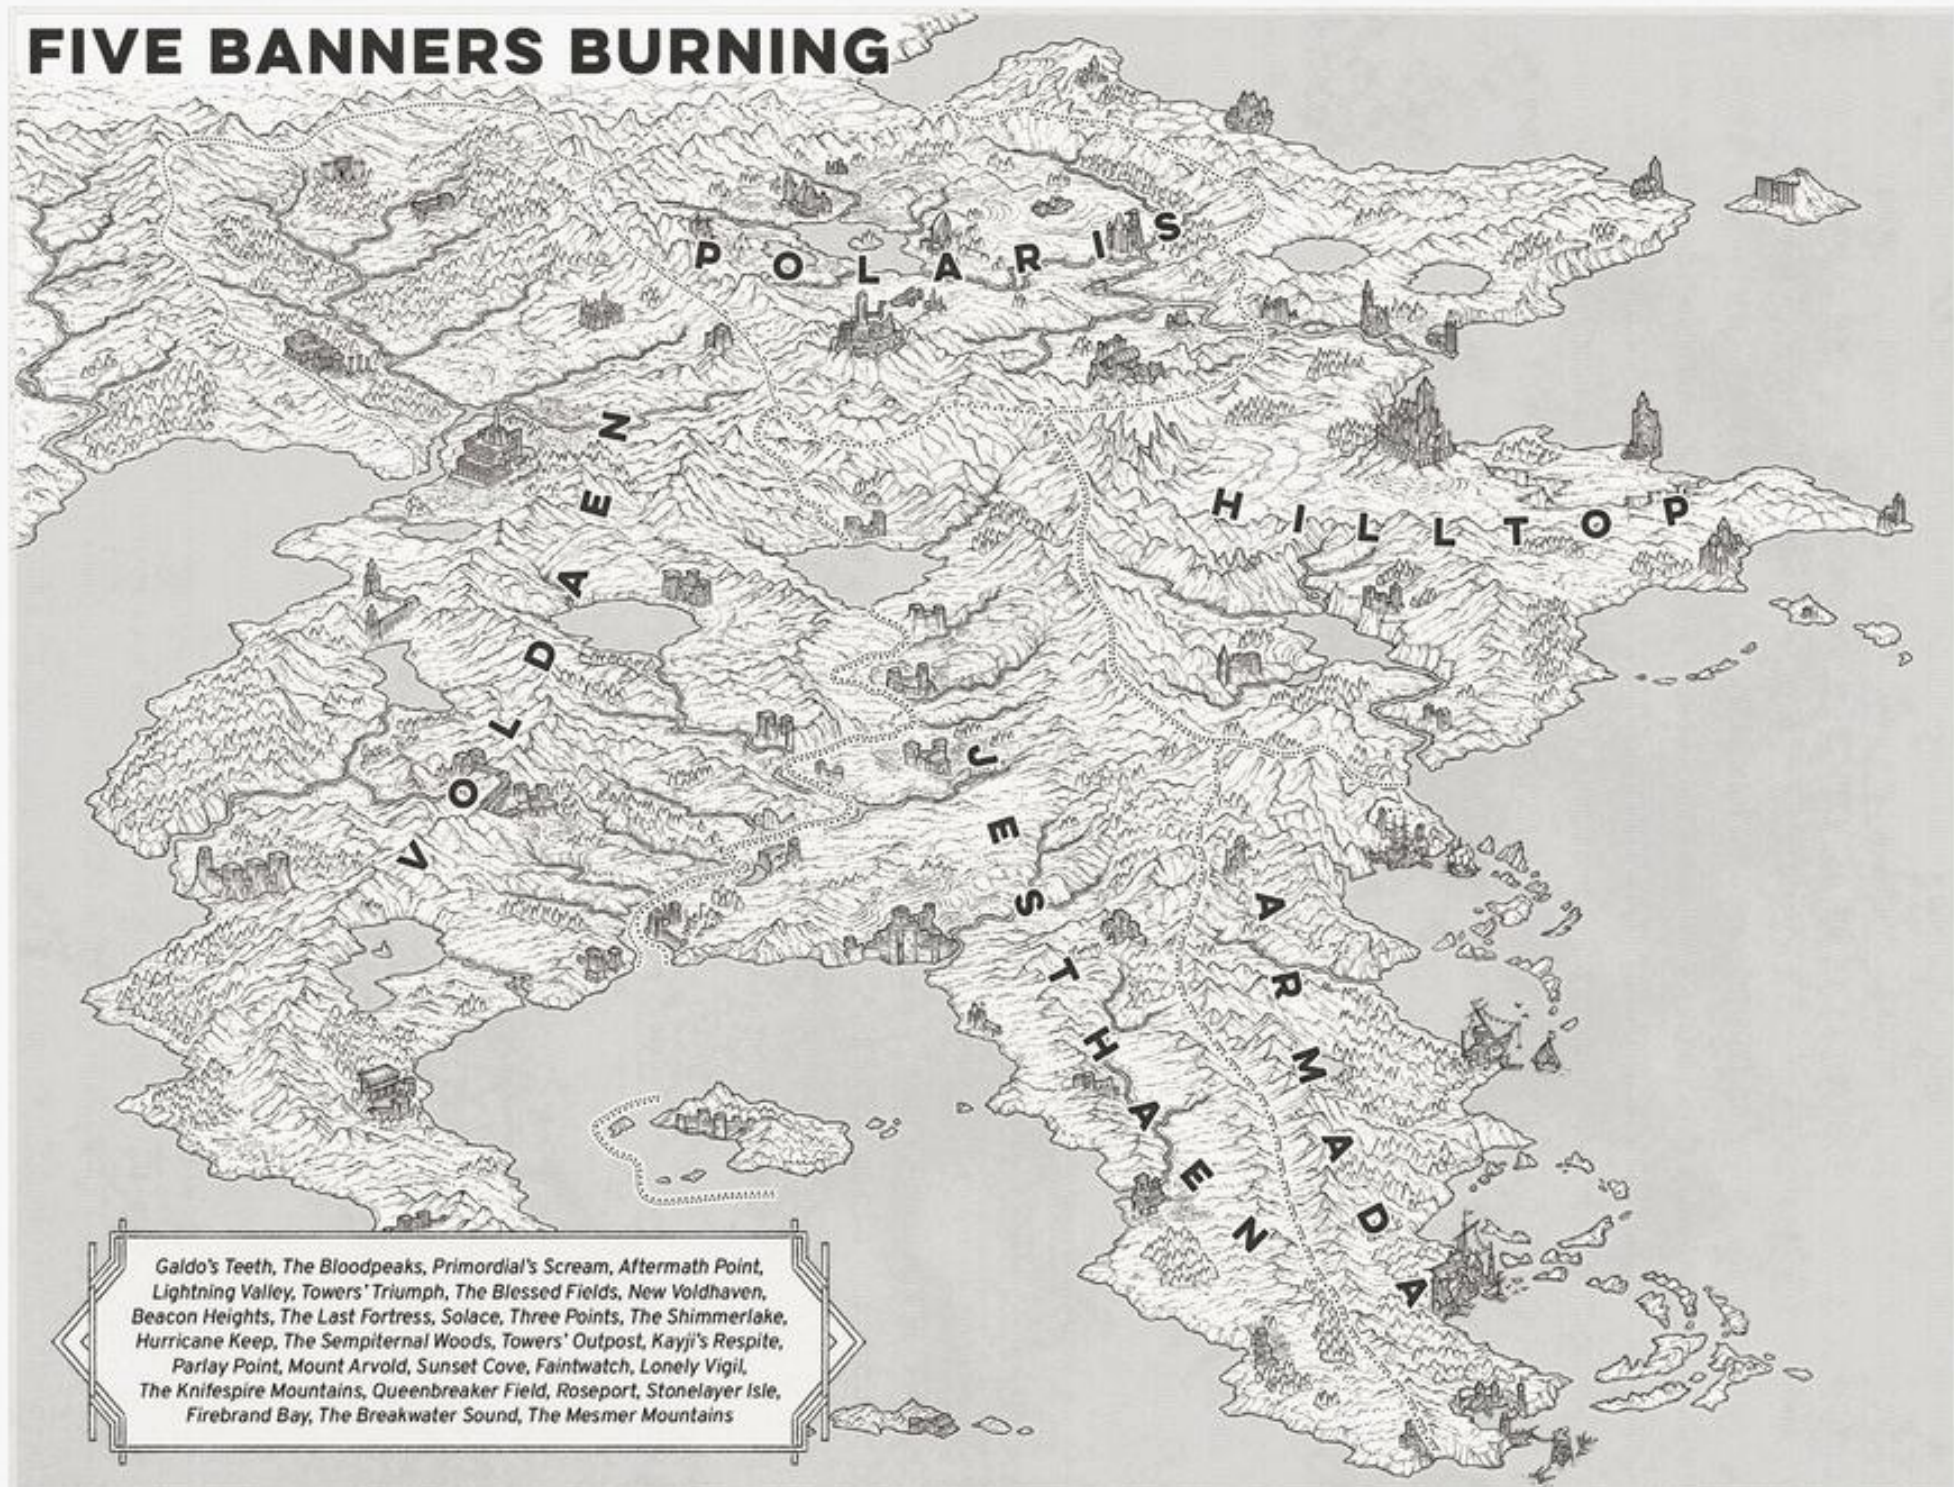 FIVE BANNERS BURNING
POLARIS
VOLDAEN
HILLTOP
JESTHAEN
ARMADA
Galdo's Teeth, The Bloodpeaks, Primordial's Scream, Aftermath Point,
Lightning Valley, Towers' Triumph, The Blessed Fields, New Voldhaven,
Beacon Heights, The Last Fortress, Solace, Three Points, The Shimmerlake,
Hurricane Keep, The Sempiternal Woods, Towers' Outpost, Kayji's Respite,
Parlay Point, Mount Arvold, Sunset Cove, Faintwatch, Lonely Vigil,
The Knifespire Mountains, Queenbreaker Field, Roseport, Stonelayer Isle,
Firebrand Bay, The Breakwater Sound, The Mesmer Mountains